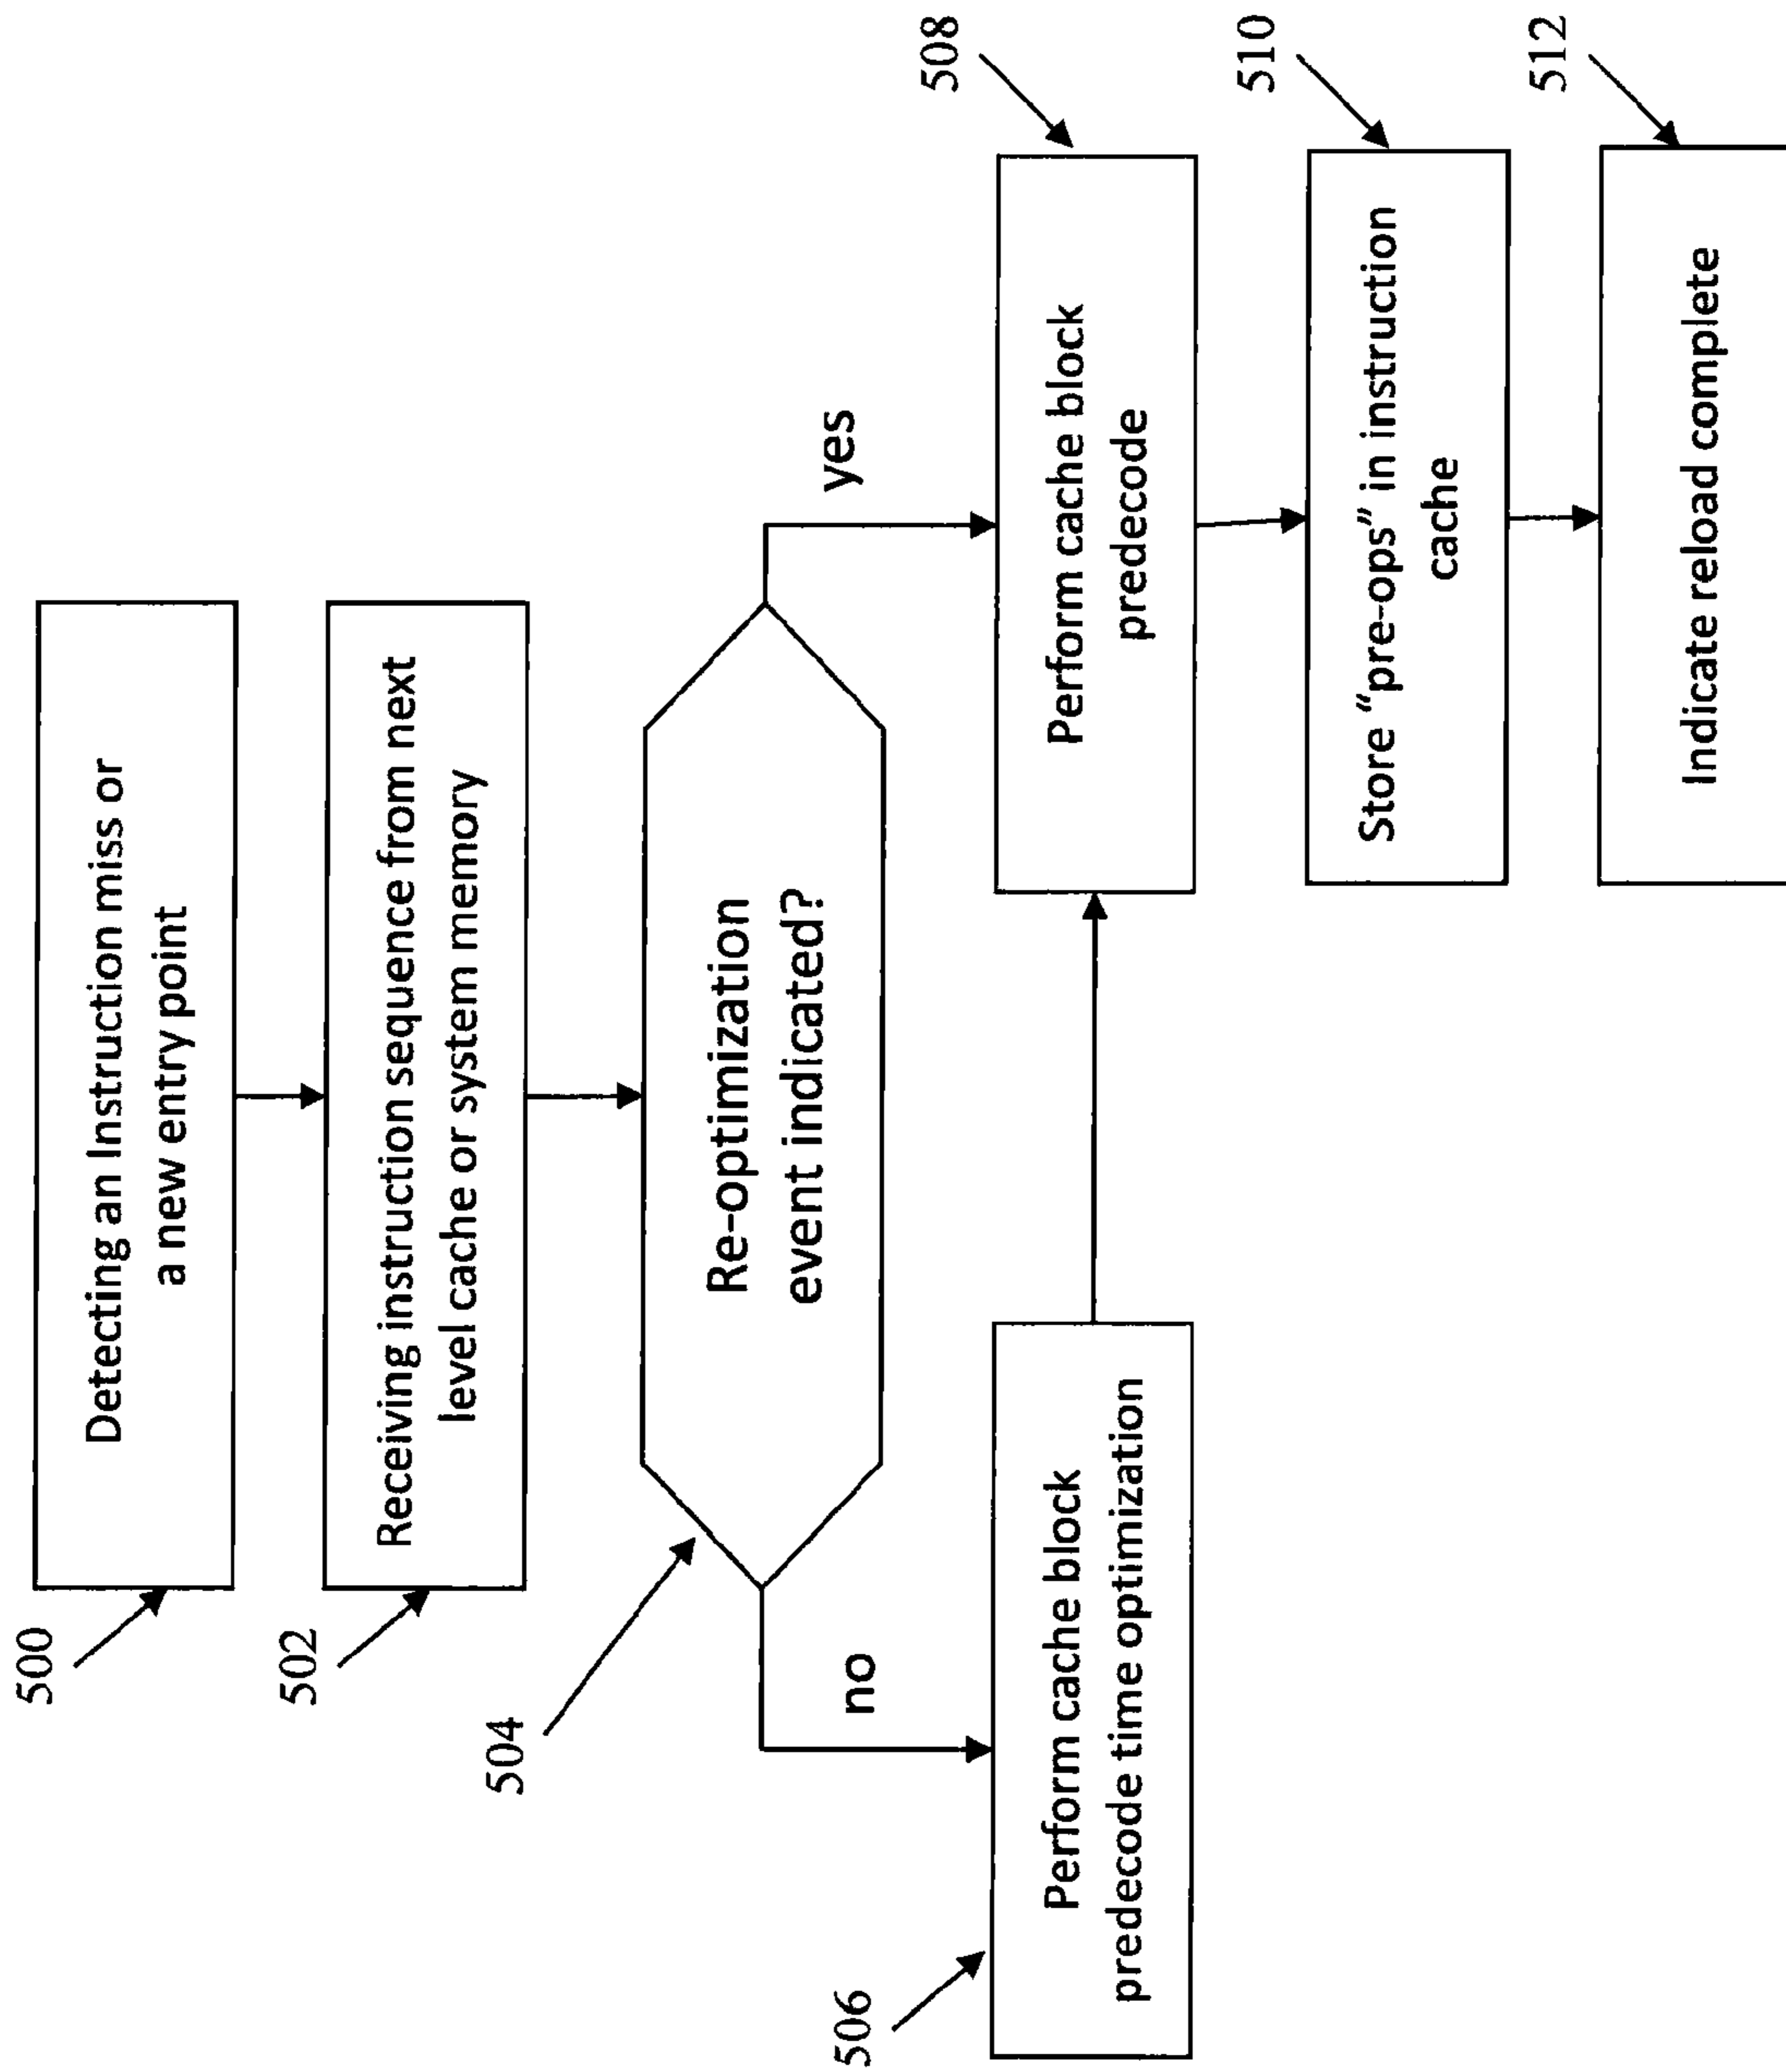 500
Detecting an Instruction miss or
a new entry point
502
Receiving instruction sequence from next
level cache or system memory
504
Re-optimization
event indicated?
no
yes
506
Perform cache block
predecode time optimization
508
Perform cache block
predecode
510
Store “pre-ops” in instruction
cache
512
Indicate reload complete